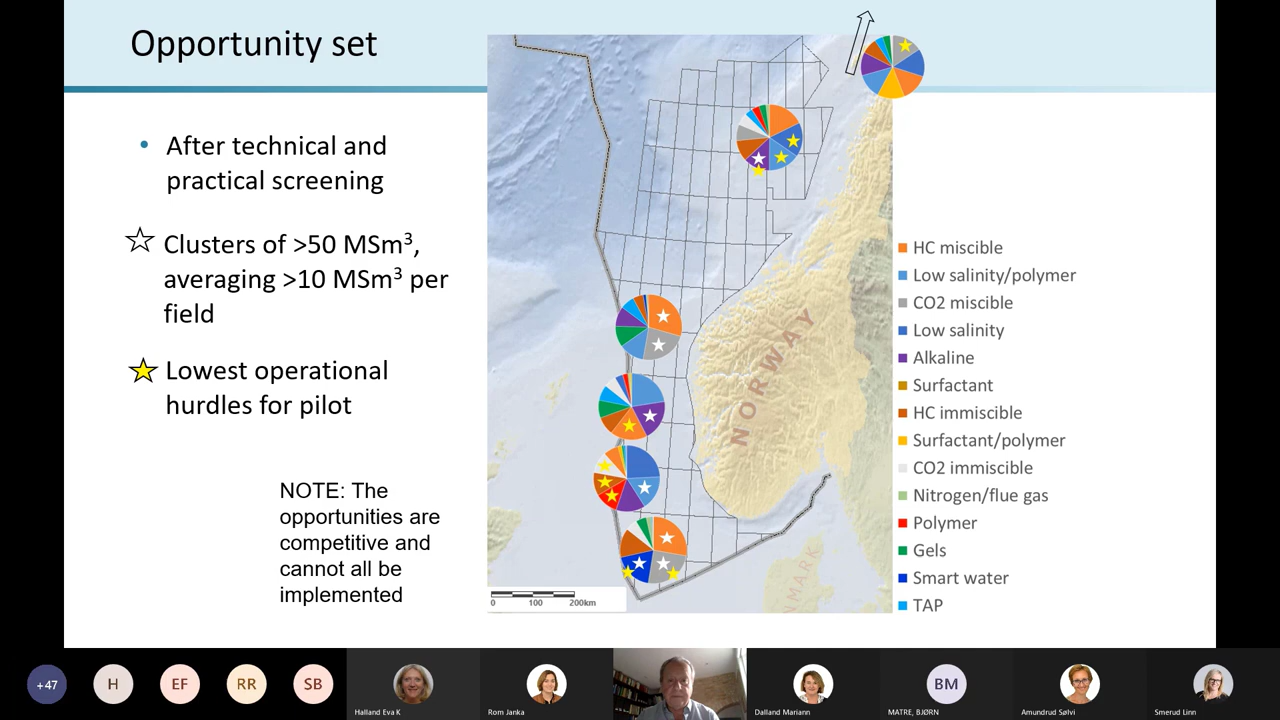 Opportunity set
• After technical and
practical screening
Clusters of >50 MSm³,
averaging >10 MSm³ per
field
Lowest operational
hurdles for pilot
NOTE: The
opportunities are
competitive and
cannot all be
implemented
NORWAY
NMARK
0 100 200km
HC miscible
Low salinity/polymer
CO2 miscible
Low salinity
Alkaline
Surfactant
HC immiscible
Surfactant/polymer
CO2 immiscible
Nitrogen/flue gas
Polymer
Gels
Smart water
TAP
+47
H
EF
RR
SB
BM
Halland Eva K
Rom Janka
Dalland Mariann
MATRE, BJØRN
Amundrud Sølvi
Smerud Linn